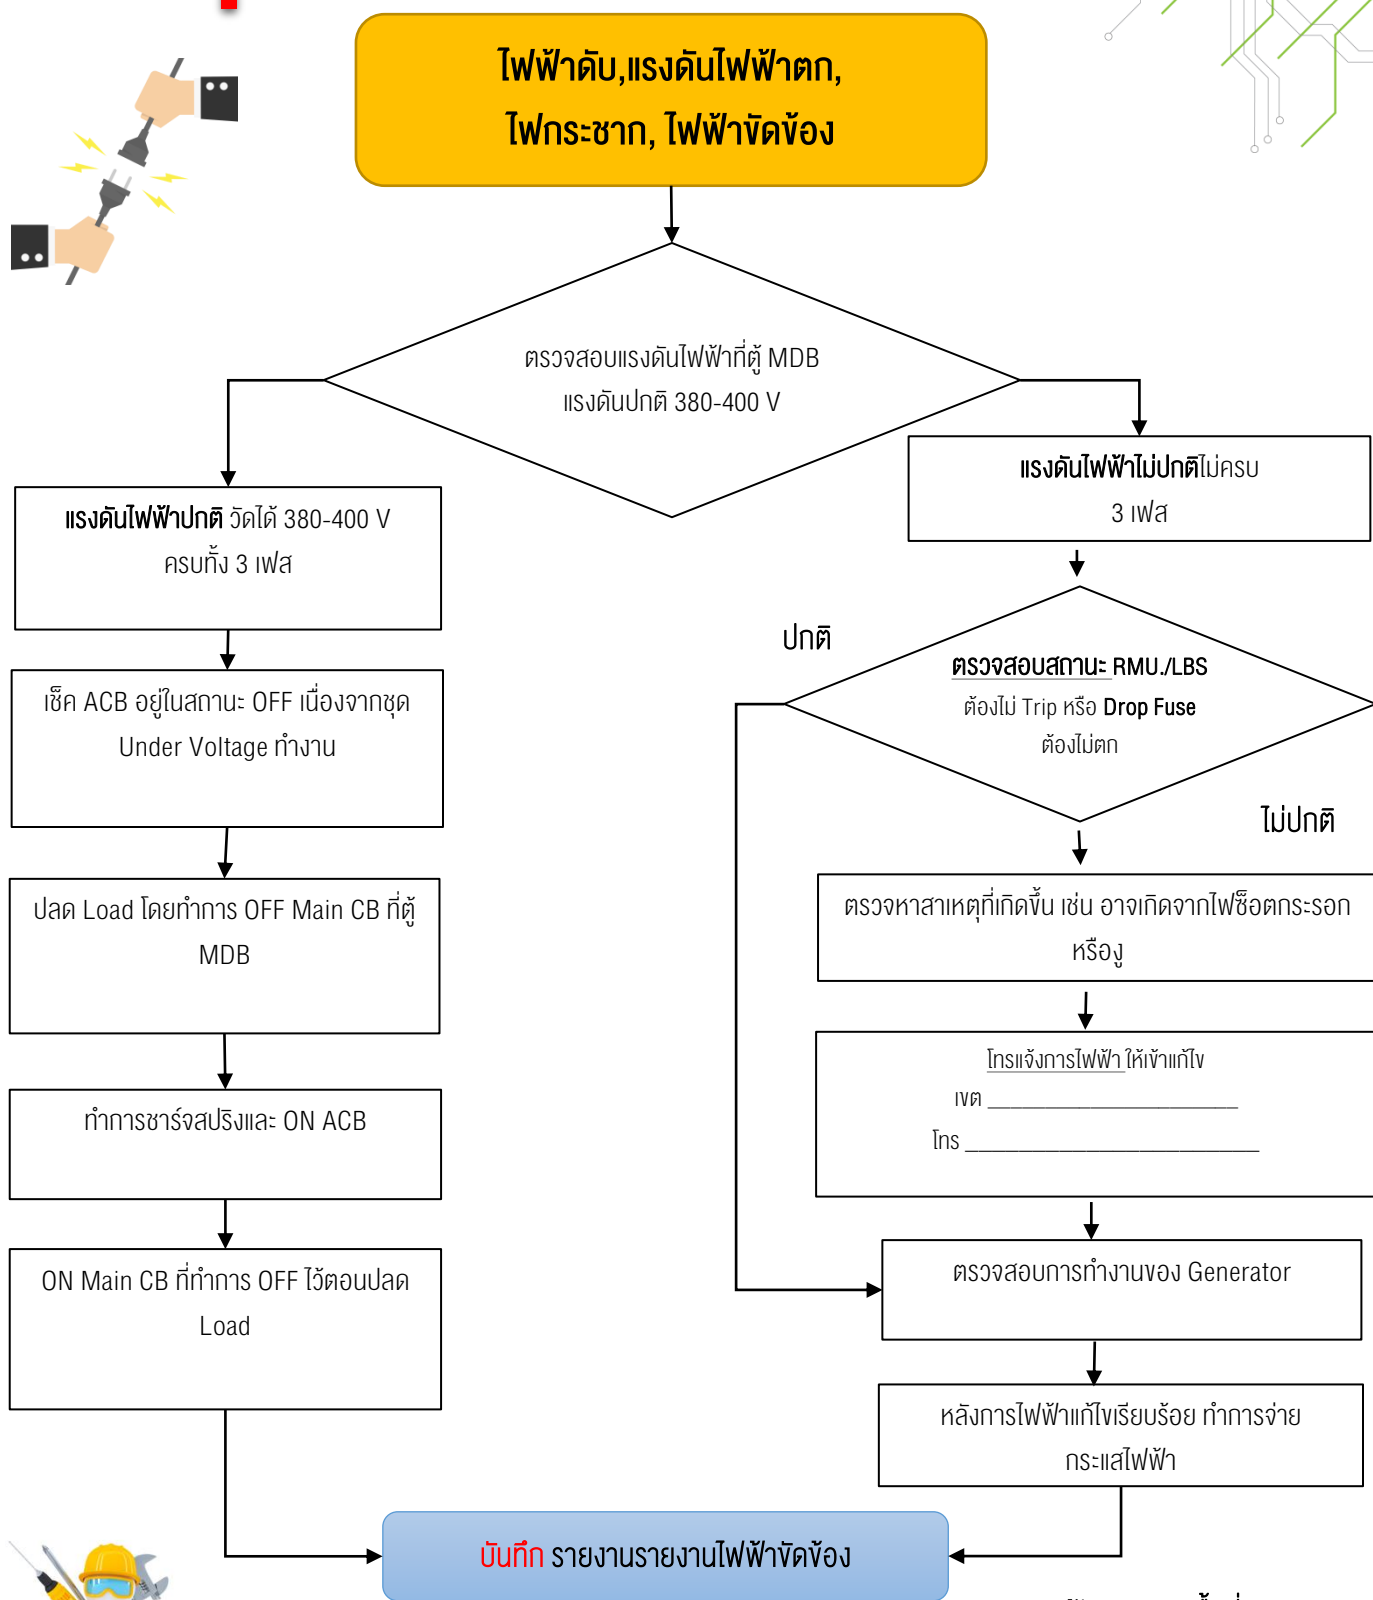 ไฟฟ้าดับ,แรงดันไฟฟ้าตก,
ไฟกระชาก, ไฟฟ้าขัดข้อง
ตรวจสอบแรงดันไฟฟ้าที่ตู้ MDB
แรงดันปกติ 380-400 V
แรงดันไฟฟ้าปกติ วัดได้ 380-400 V
ครบทั้ง 3 เฟส
เช็ค ACB อยู่ในสถานะ OFF เนื่องจากชุด
Under Voltage ทำงาน
ปลด Load โดยทำการ OFF Main CB ที่ตู้
MDB
ทำการชาร์จสปริงและ ON ACB
ON Main CB ที่ทำการ OFF ไว้ตอนปลด
Load
แรงดันไฟฟ้าไม่ปกติไม่ครบ
3 เฟส
ปกติ
ตรวจสอบสถานะ RMU./LBS
ต้องไม่ Trip หรือ Drop Fuse
ต้องไม่ตก
ไม่ปกติ
ตรวจหาสาเหตุที่เกิดขึ้น เช่น อาจเกิดจากไฟช็อตกระรอก
หรืองู
โทรแจ้งการไฟฟ้า ให้เข้าแก้ไข
เขต ______________________
โทร __________________________
ตรวจสอบการทำงานของ Generator
หลังการไฟฟ้าแก้ไขเรียบร้อย ทำการจ่าย
กระแสไฟฟ้า
บันทึก รายงานรายงานไฟฟ้าขัดข้อง